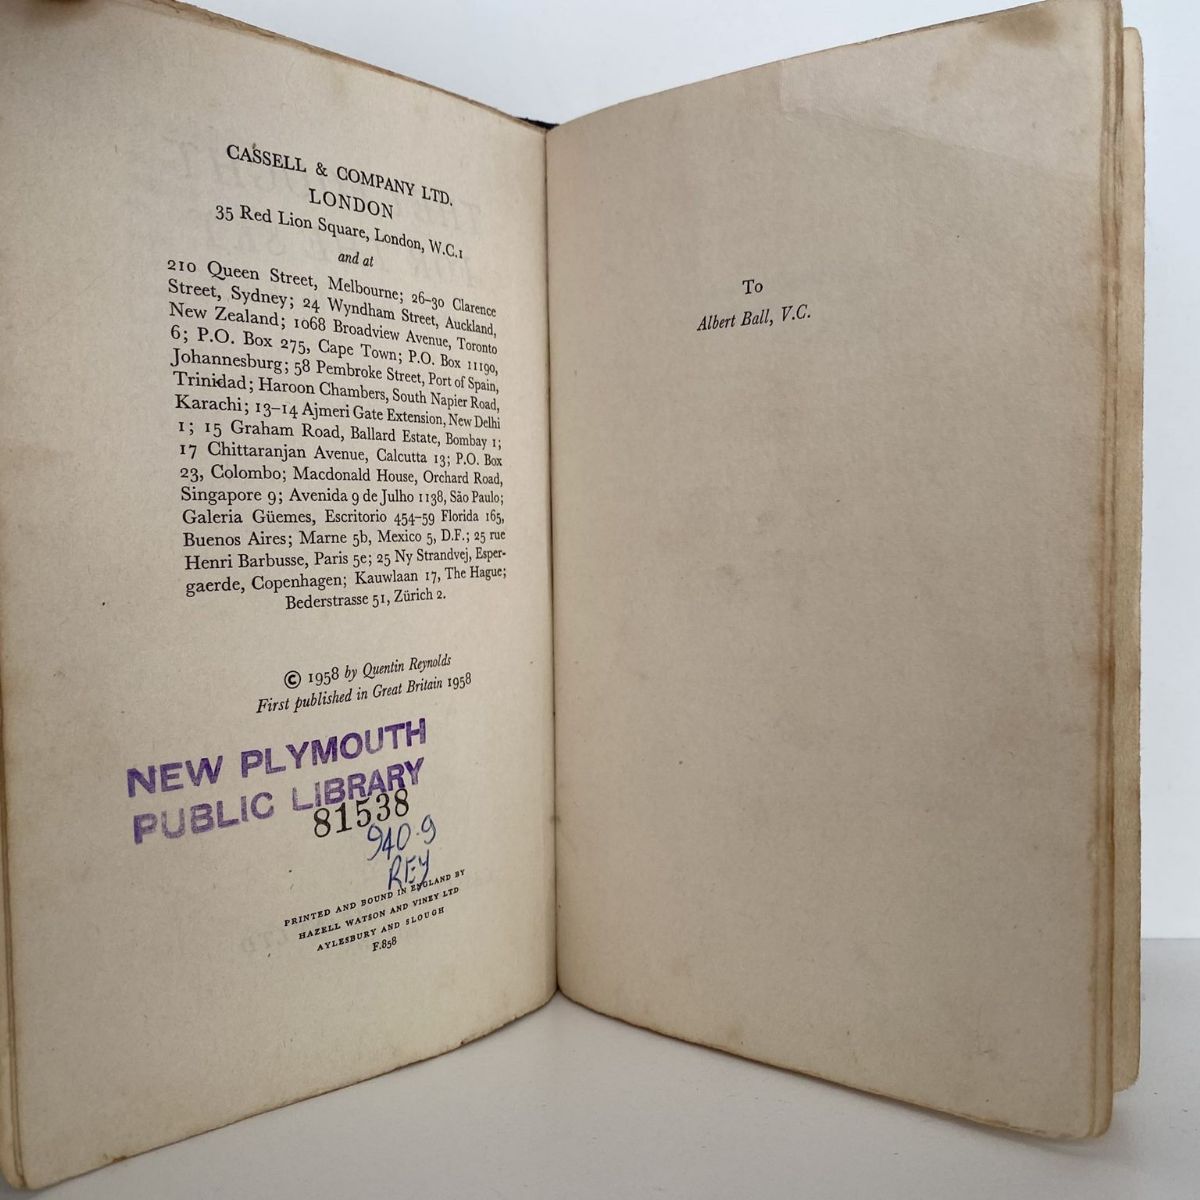 CASSELL & COMPANY LTD.
LONDON
35 Red Lion Square, London, W.C.1
and at
210 Queen Street, Melbourne; 26–30 Clarence
Street, Sydney; 24 Wyndham Street, Auckland,
New Zealand; 1068 Broadview Avenue, Toronto
6; P.O. Box 275, Cape Town; P.O. Box 11190,
Johannesburg; 58 Pembroke Street, Port of Spain,
Trinidad; Haroon Chambers, South Napier Road,
Karachi; 13–14 Ajmeri Gate Extension, New Delhi
1; 15 Graham Road, Ballard Estate, Bombay 1;
17 Chittaranjan Avenue, Calcutta 13; P.O. Box
23, Colombo; Macdonald House, Orchard Road,
Singapore 9; Avenida 9 de Julho 1138, São Paulo;
Galeria Güemes, Escritorio 454–59 Florida 165,
Buenos Aires; Marne 5b, Mexico 5, D.F.; 25 rue
Henri Barbusse, Paris 5e; 25 Ny Strandvej, Esper-
gaerde, Copenhagen; Kauwlaan 17, The Hague;
Bederstrasse 51, Zürich 2.
© 1958 by Quentin Reynolds
First published in Great Britain 1958
NEW PLYMOUTH
PUBLIC LIBRARY
81538
940.9
REY
PRINTED AND BOUND IN ENGLAND BY
HAZELL WATSON AND VINEY LTD
AYLESBURY AND SLOUGH
F.858
To
Albert Ball, V.C.